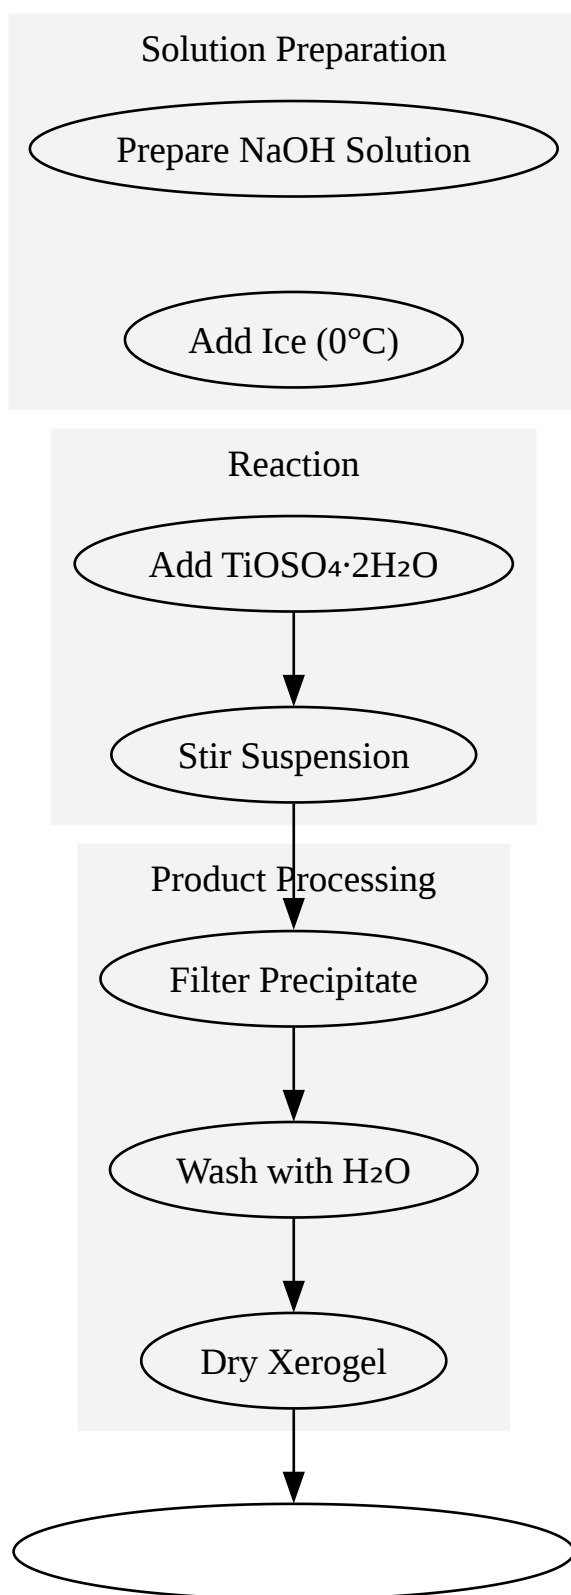 Solution Preparation
Prepare NaOH Solution
Add Ice (0°C)
Reaction
Add TiOSO₄·2H₂O
Stir Suspension
Product Processing
Filter Precipitate
Wash with H₂O
Dry Xerogel